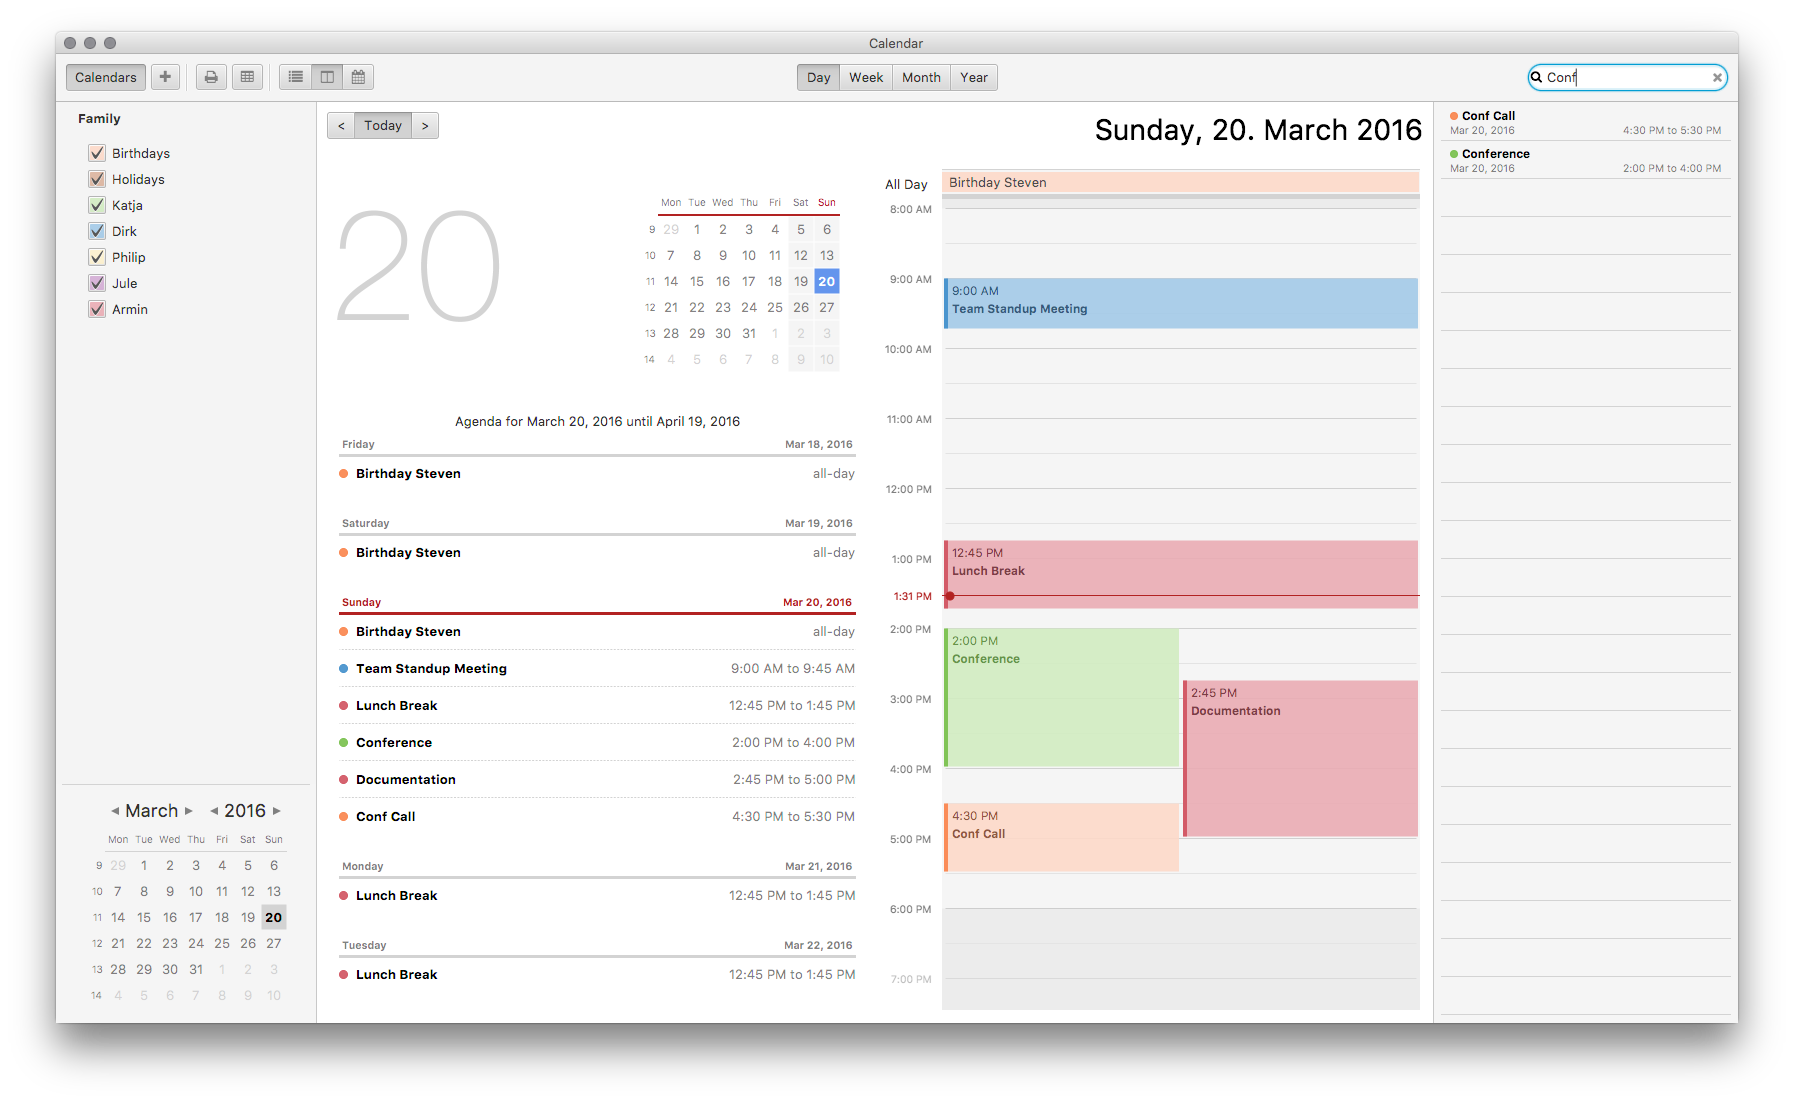 Calendar
Calendars
Day Week Month Year
Conf
Family
Birthdays
Holidays
Katja
Dirk
Philip
Jule
Armin
March 2016
Mon Tue Wed Thu Fri Sat Sun
9 29 1 2 3 4 5 6
10 7 8 9 10 11 12 13
11 14 15 16 17 18 19 20
12 21 22 23 24 25 26 27
13 28 29 30 31 1 2 3
14 4 5 6 7 8 9 10
< Today >
Sunday, 20. March 2016
20
Mon Tue Wed Thu Fri Sat Sun
9 29 1 2 3 4 5 6
10 7 8 9 10 11 12 13
11 14 15 16 17 18 19 20
12 21 22 23 24 25 26 27
13 28 29 30 31 1 2 3
14 4 5 6 7 8 9 10
Agenda for March 20, 2016 until April 19, 2016
Friday Mar 18, 2016
Birthday Steven all-day
Saturday Mar 19, 2016
Birthday Steven all-day
Sunday Mar 20, 2016
Birthday Steven all-day
Team Standup Meeting 9:00 AM to 9:45 AM
Lunch Break 12:45 PM to 1:45 PM
Conference 2:00 PM to 4:00 PM
Documentation 2:45 PM to 5:00 PM
Conf Call 4:30 PM to 5:30 PM
Monday Mar 21, 2016
Lunch Break 12:45 PM to 1:45 PM
Tuesday Mar 22, 2016
Lunch Break 12:45 PM to 1:45 PM
All Day Birthday Steven
8:00 AM
9:00 AM
9:00 AM
Team Standup Meeting
10:00 AM
11:00 AM
12:00 PM
12:45 PM
1:00 PM
Lunch Break
1:31 PM
2:00 PM
2:00 PM
Conference
3:00 PM
2:45 PM
Documentation
4:00 PM
4:30 PM
Conf Call
5:00 PM
6:00 PM
7:00 PM
Conf Call
Mar 20, 2016 4:30 PM to 5:30 PM
Conference
Mar 20, 2016 2:00 PM to 4:00 PM